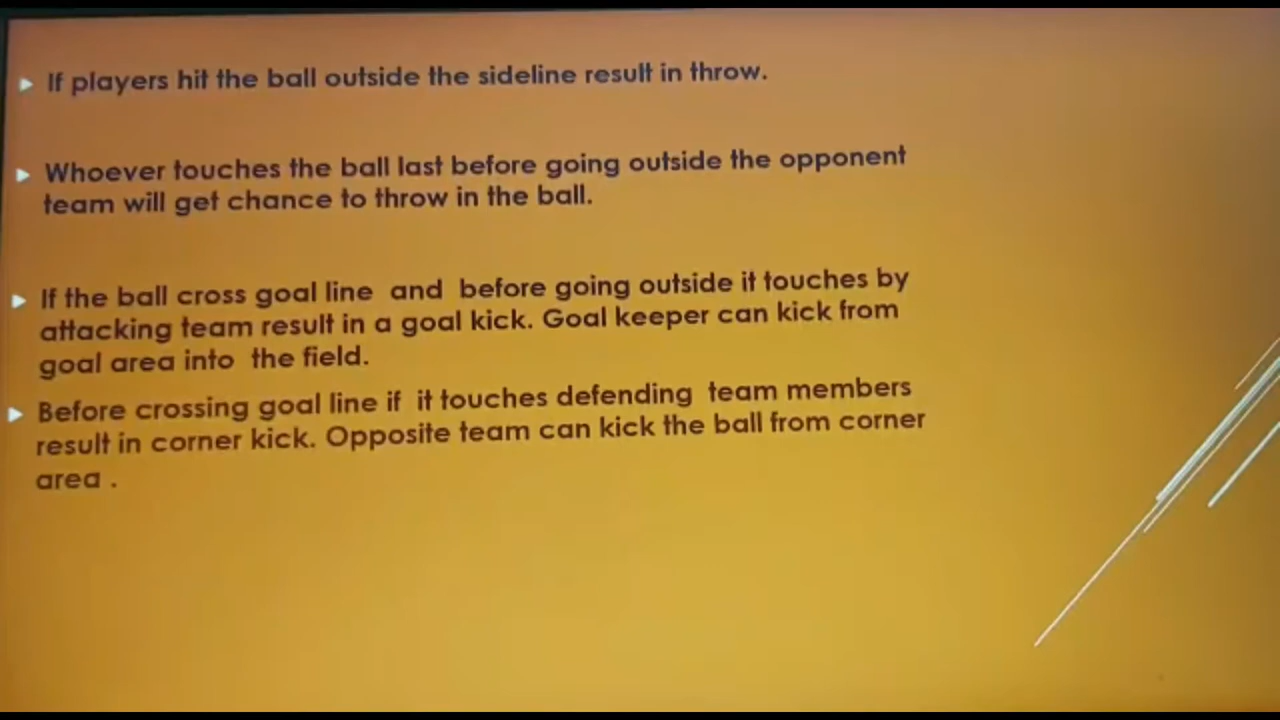 If players hit the ball outside the sideline result in throw.
Whoever touches the ball last before going outside the opponent
team will get chance to throw in the ball.
If the ball cross goal line and before going outside it touches by
attacking team result in a goal kick. Goal keeper can kick from
goal area into the field.
Before crossing goal line if it touches defending team members
result in corner kick. Opposite team can kick the ball from corner
area .